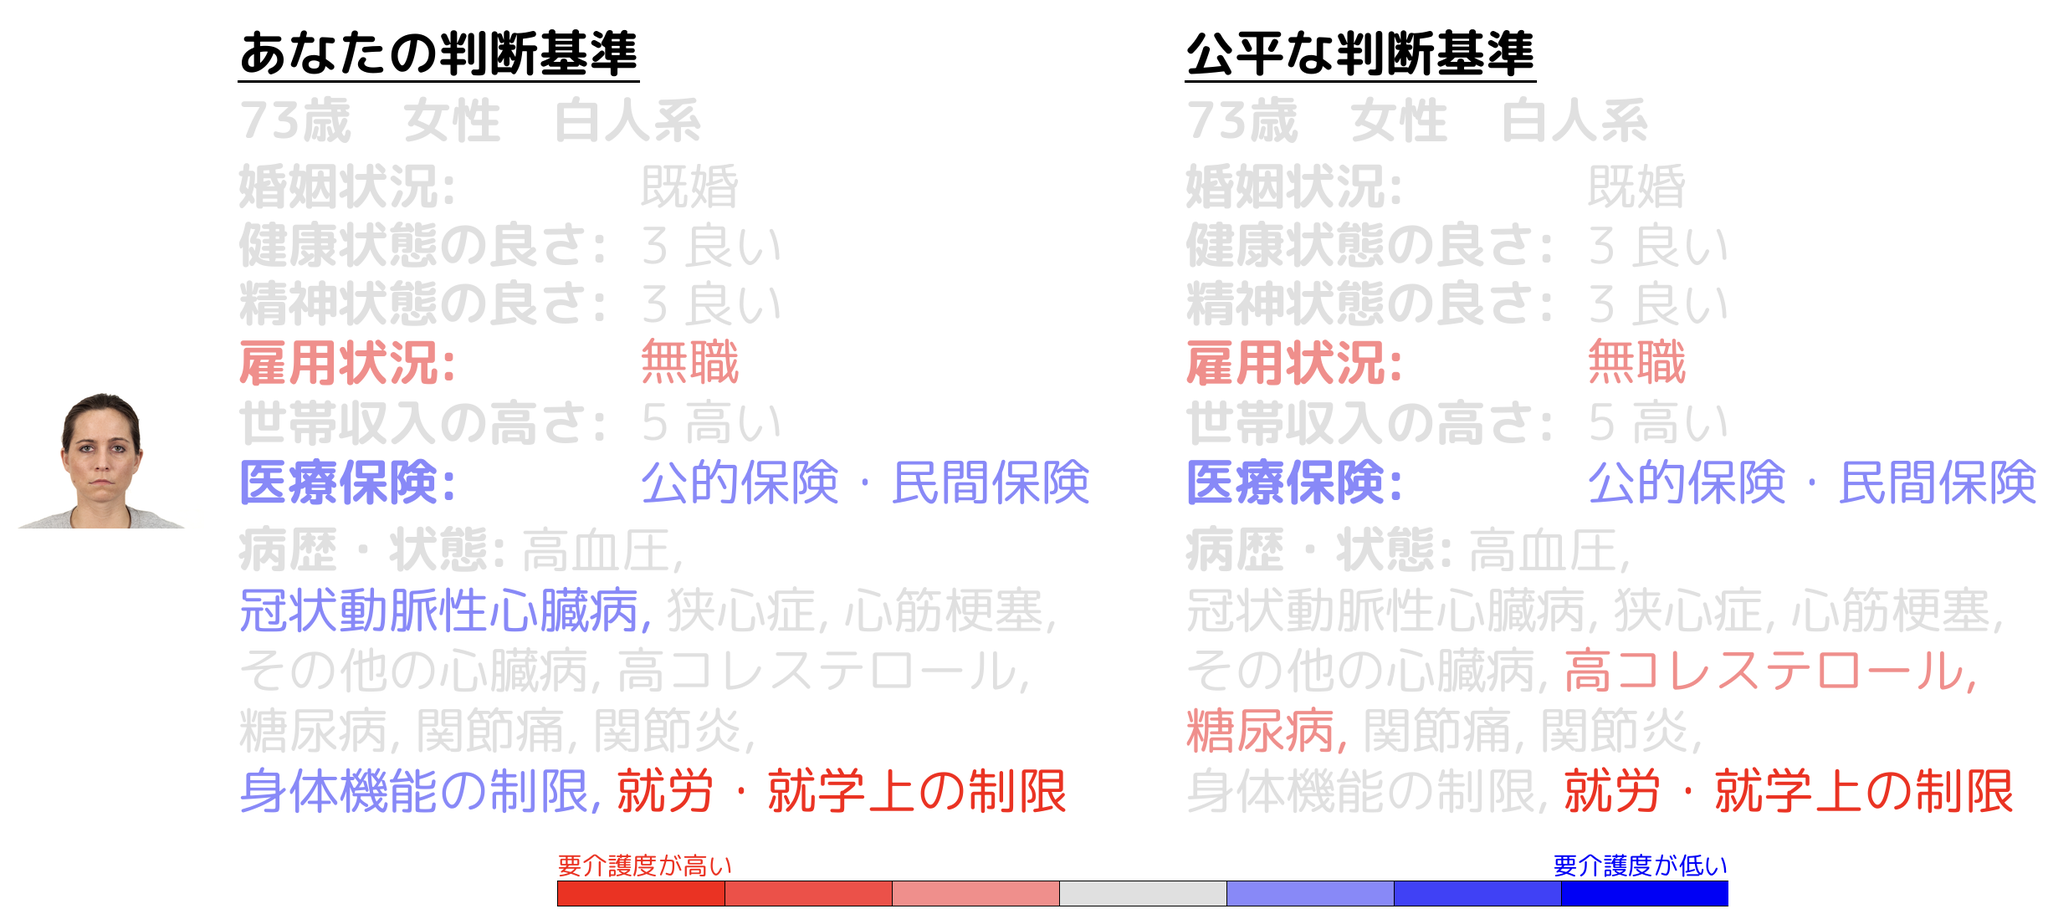 あなたの判断基準
73歳 女性 白人系
婚姻状況: 既婚
健康状態の良さ: 3 良い
精神状態の良さ: 3 良い
雇用状況: 無職
世帯収入の高さ: 5 高い
医療保険: 公的保険・民間保険
病歴・状態: 高血圧,
冠状動脈性心臓病, 狭心症, 心筋梗塞,
その他の心臓病, 高コレステロール,
糖尿病, 関節痛, 関節炎,
身体機能の制限, 就労・就学上の制限
公平な判断基準
73歳 女性 白人系
婚姻状況: 既婚
健康状態の良さ: 3 良い
精神状態の良さ: 3 良い
雇用状況: 無職
世帯収入の高さ: 5 高い
医療保険: 公的保険・民間保険
病歴・状態: 高血圧,
冠状動脈性心臓病, 狭心症, 心筋梗塞,
その他の心臓病, 高コレステロール,
糖尿病, 関節痛, 関節炎,
身体機能の制限, 就労・就学上の制限
要介護度が高い
要介護度が低い